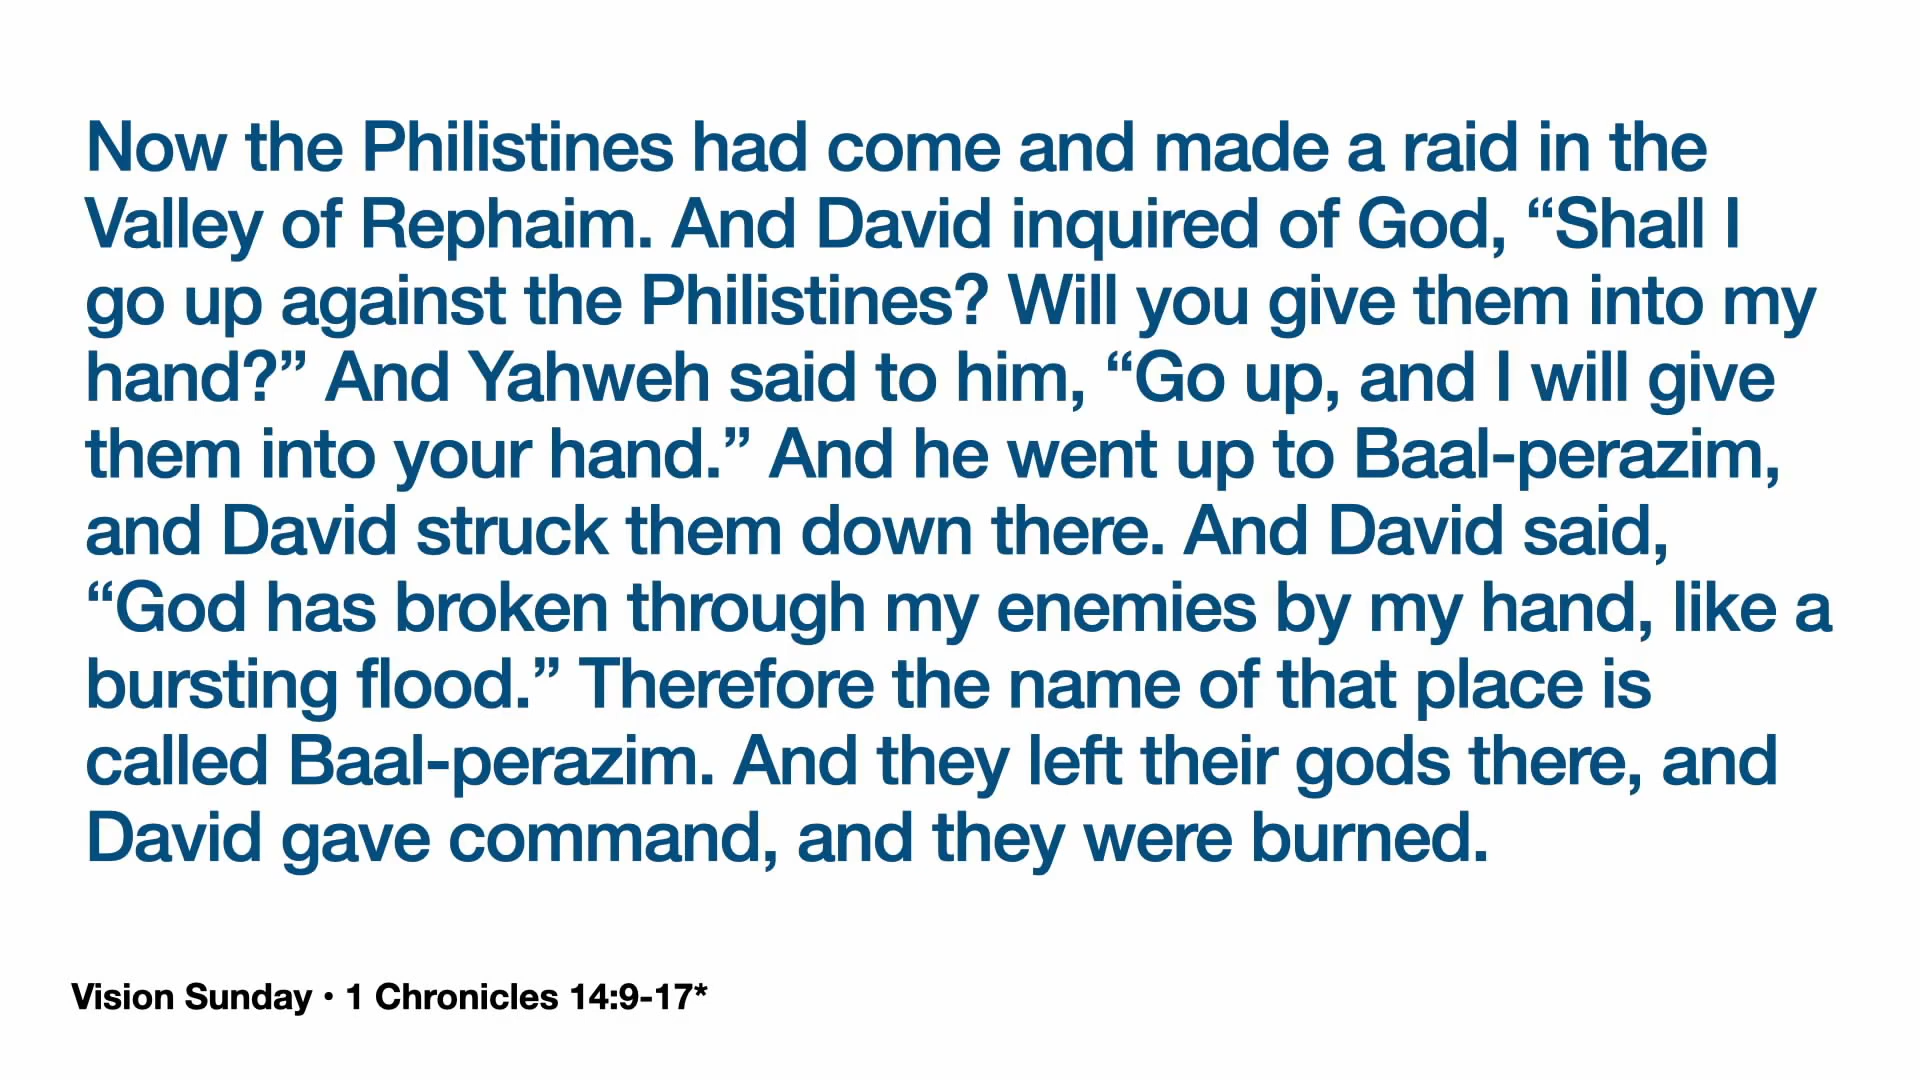 Now the Philistines had come and made a raid in the
Valley of Rephaim. And David inquired of God, “Shall I
go up against the Philistines? Will you give them into my
hand?” And Yahweh said to him, “Go up, and I will give
them into your hand.” And he went up to Baal-perazim,
and David struck them down there. And David said,
“God has broken through my enemies by my hand, like a
bursting flood.” Therefore the name of that place is
called Baal-perazim. And they left their gods there, and
David gave command, and they were burned.
Vision Sunday • 1 Chronicles 14:9-17*